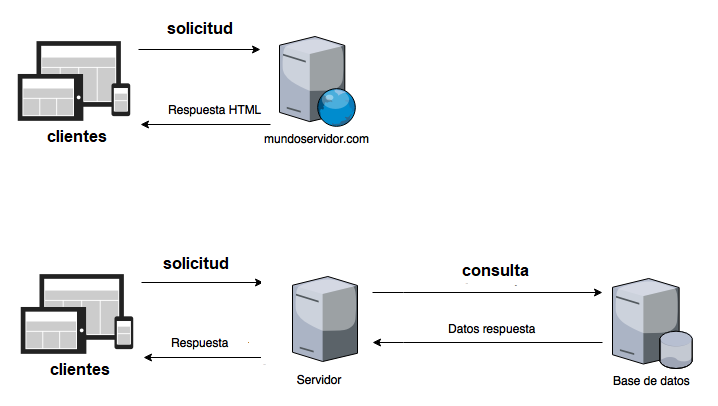 solicitud
Respuesta HTML
clientes
mundoservidor.com
solicitud
consulta
Respuesta
Datos respuesta
clientes
Servidor
Base de datos